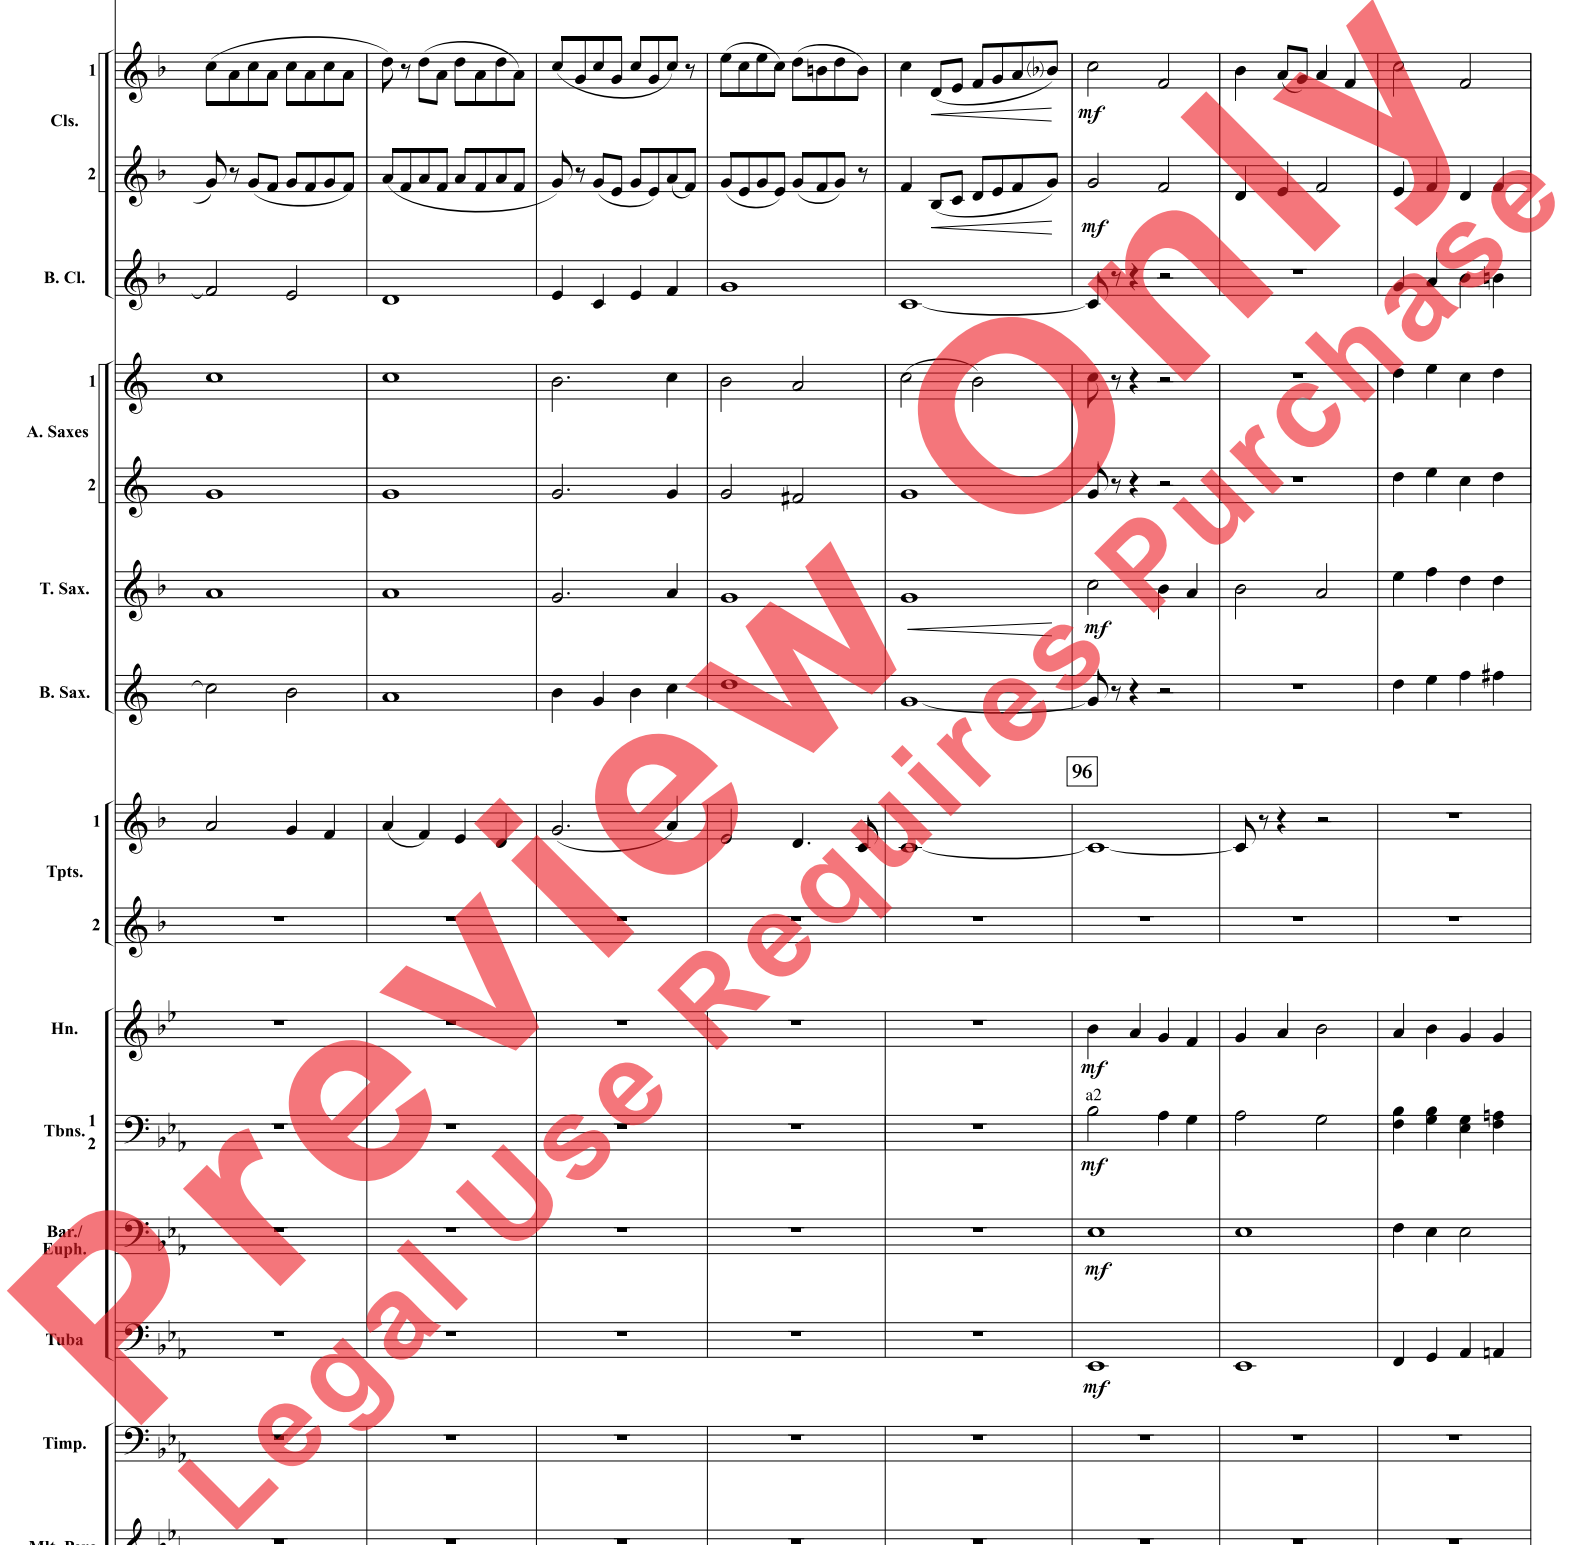 1
Cls.
mf
2
mf
B. Cl.
1
A. Saxes
2
T. Sax.
mf
B. Sax.
96
1
Tpts.
2
Hn.
mf
a2
Tbns. 1
2
mf
Bar./
Euph.
mf
Tuba
mf
Timp.
Preview Only
Legal Use Requires Purchase